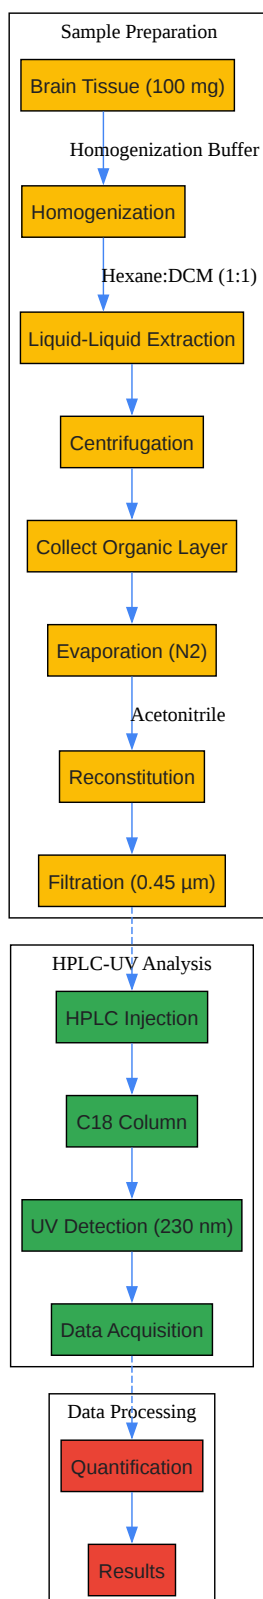 Sample Preparation
Brain Tissue (100 mg)
Homogenization Buffer
Homogenization
Hexane:DCM (1:1)
Liquid-Liquid Extraction
Centrifugation
Collect Organic Layer
Evaporation (N2)
Acetonitrile
Reconstitution
Filtration (0.45 µm)
HPLC-UV Analysis
HPLC Injection
C18 Column
UV Detection (230 nm)
Data Acquisition
Data Processing
Quantification
Results